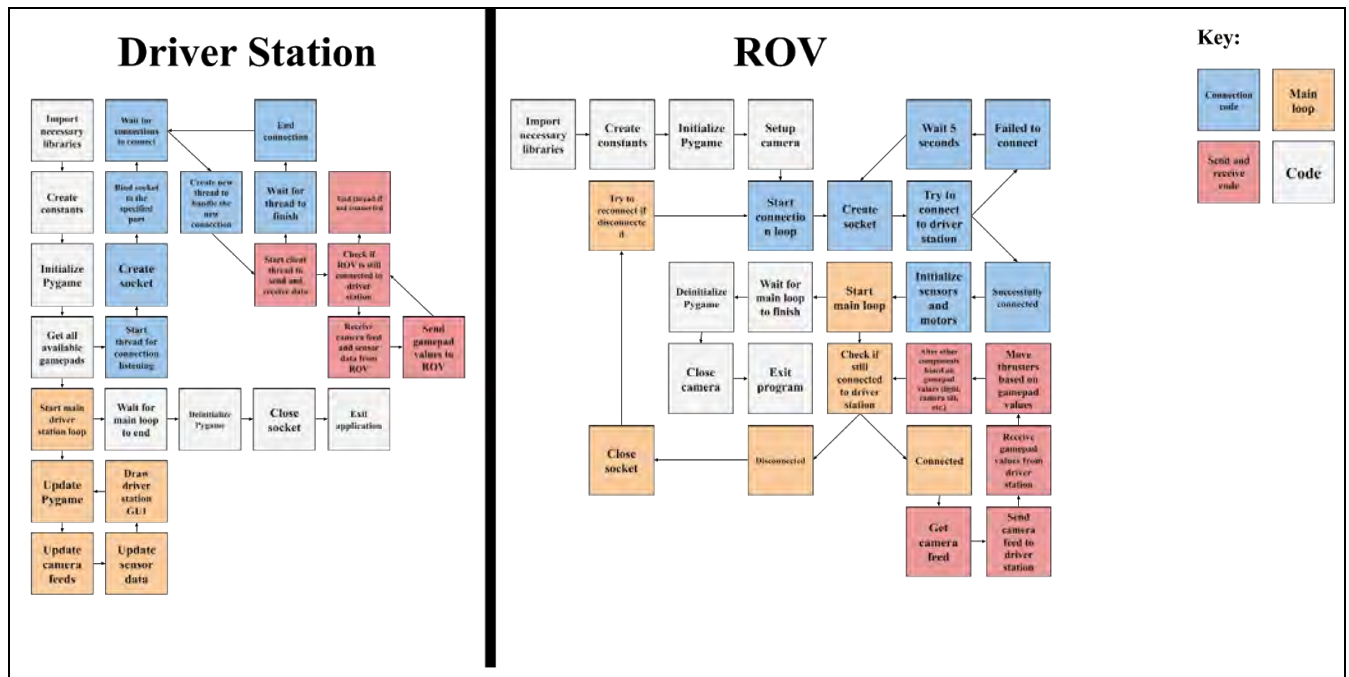 Driver Station
Import
necessary
libraries
Create
constants
Initialize
Pygame
Get all
available
gamepads
Start main
driver
station loop
Update
Pygame
Update
camera
feeds
Wait for
connections
to connect
Bind socket
to the
specified
port
Create
socket
Start
thread for
connection
listening
Wait for
main loop
to end
Draw
driver
station
GUI
Update
sensor
data
Create new
thread to
handle the
new
connection
Deinitialize
Pygame
End
connection
Wait for
thread to
finish
Start client
thread to
send and
receive data
Close
socket
End thread if
not connected
Check if
ROV is still
connected to
driver
station
Receive
camera feed
and sensor
data from
ROV
Send
gamepad
values to
ROV
Exit
application
ROV
Import
necessary
libraries
Create
constants
Initialize
Pygame
Setup
camera
Wait 5
seconds
Failed to
connect
Try to
reconnect if
disconnecte
d
Start
connectio
n loop
Create
socket
Try to
connect
to driver
station
Deinitialize
Pygame
Wait for
main loop
to finish
Start
main loop
Initialize
sensors
and
motors
Successfully
connected
Close
camera
Exit
program
Check if
still
connected
to driver
station
Alter other
components
based on
gamepad
values (light,
camera tilt,
etc.)
Move
thrusters
based on
gamepad
values
Close
socket
Disconnected
Connected
Receive
gamepad
values from
driver
station
Get
camera
feed
Send
camera
feed to
driver
station
Key:
Connection
code
Main
loop
Send and
receive
code
Code